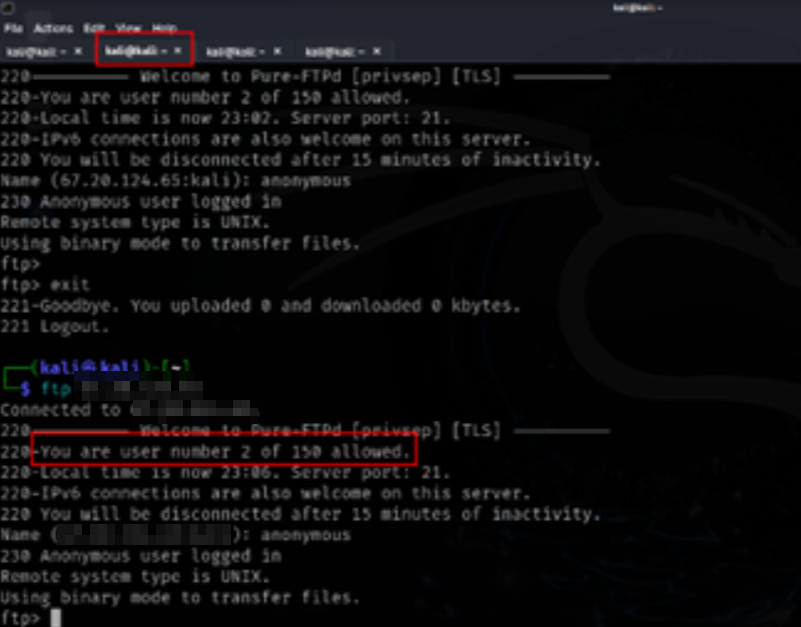 kali@kali: ~
File Actions Edit View Help
kali@kali: ~ × kali@kali: ~ × kali@kali: ~ × kali@kali: ~ ×
220---------- Welcome to Pure-FTPd [privsep] [TLS] ----------
220-You are user number 2 of 150 allowed.
220-Local time is now 23:02. Server port: 21.
220-IPv6 connections are also welcome on this server.
220 You will be disconnected after 15 minutes of inactivity.
Name (67.20.124.65:kali): anonymous
230 Anonymous user logged in
Remote system type is UNIX.
Using binary mode to transfer files.
ftp>
ftp> exit
221-Goodbye. You uploaded 0 and downloaded 0 kbytes.
221 Logout.
(kali㉿kali)-[~]
$ ftp
Connected to
220---------- Welcome to Pure-FTPd [privsep] [TLS] ----------
220-You are user number 2 of 150 allowed.
220-Local time is now 23:06. Server port: 21.
220-IPv6 connections are also welcome on this server.
220 You will be disconnected after 15 minutes of inactivity.
Name ( ): anonymous
230 Anonymous user logged in
Remote system type is UNIX.
Using binary mode to transfer files.
ftp>